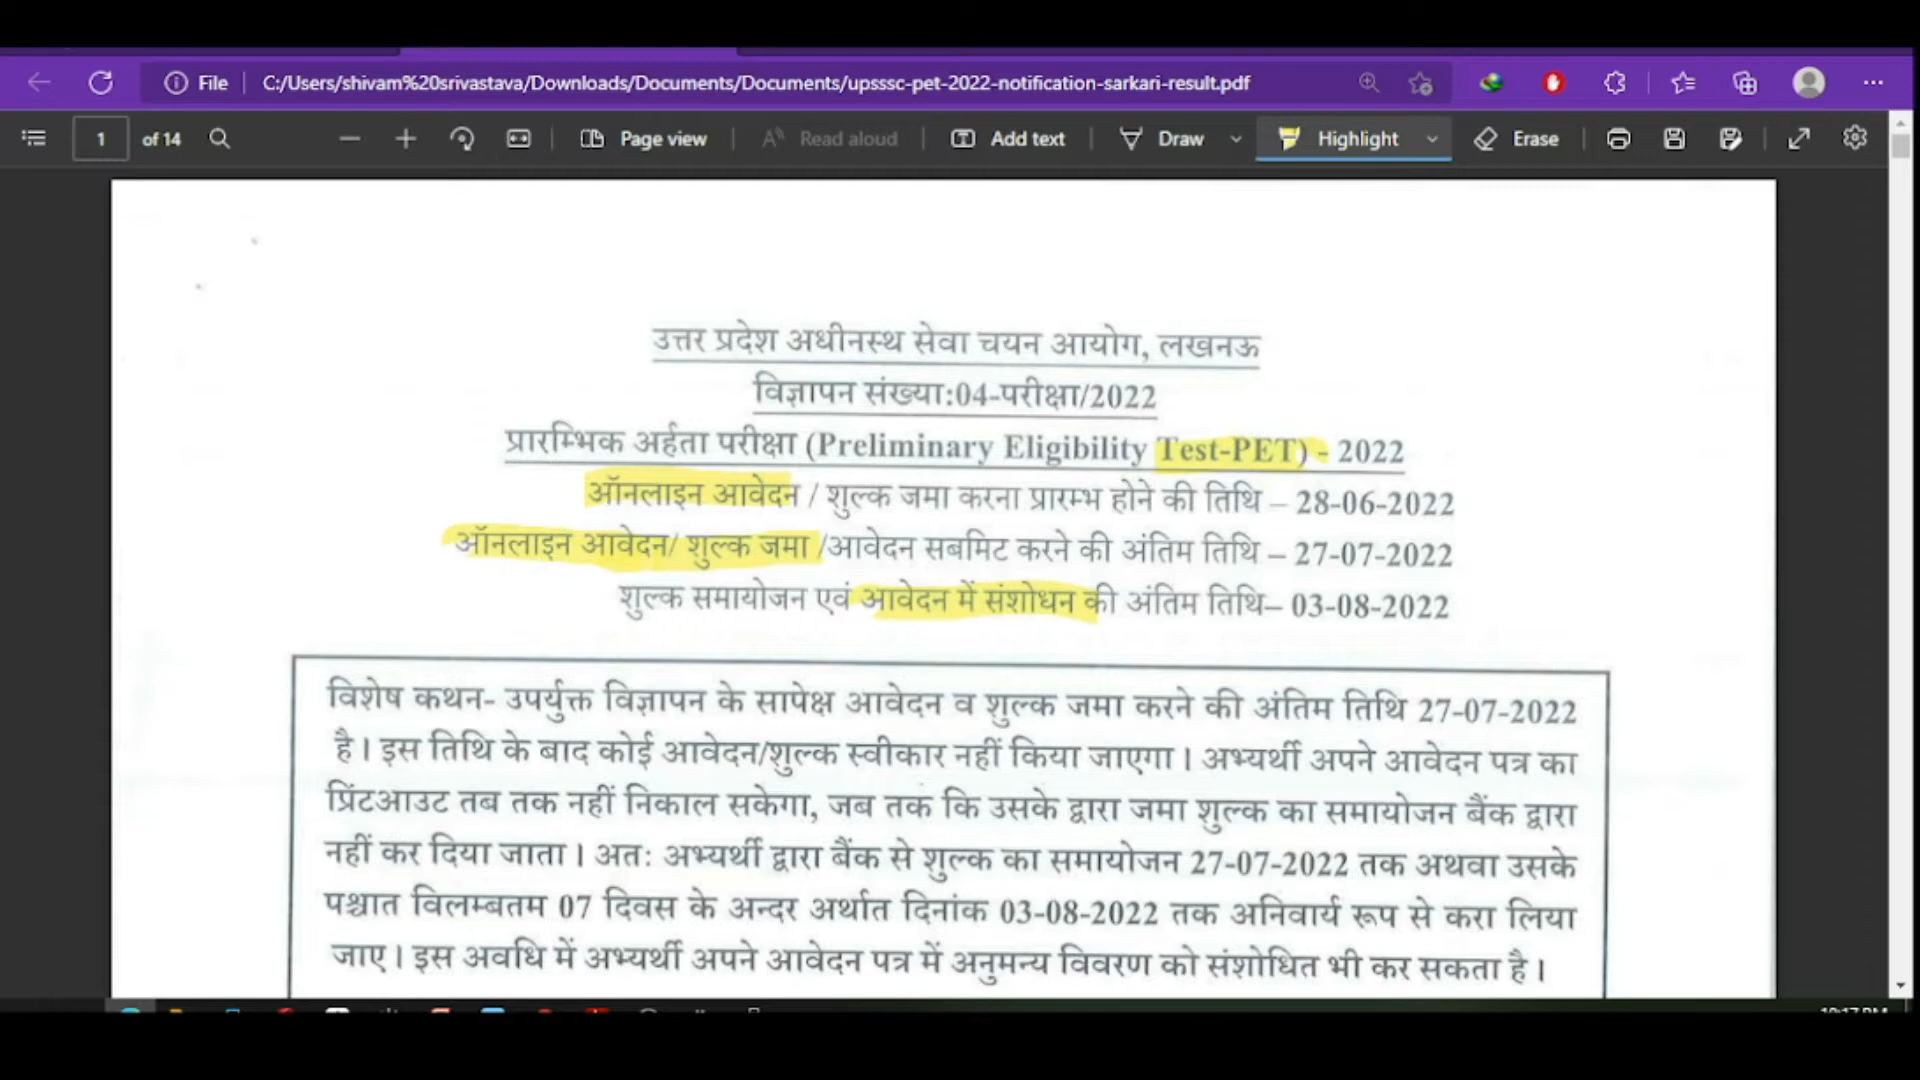 File C:/Users/shivam%20srivastava/Downloads/Documents/Documents/upsssc-pet-2022-notification-sarkari-result.pdf
1 of 14 Page view Read aloud Add text Draw Highlight Erase
उत्तर प्रदेश अधीनस्थ सेवा चयन आयोग, लखनऊ
विज्ञापन संख्या:04-परीक्षा/2022
प्रारम्भिक अर्हता परीक्षा (Preliminary Eligibility Test-PET) - 2022
ऑनलाइन आवेदन / शुल्क जमा करना प्रारम्भ होने की तिथि – 28-06-2022
ऑनलाइन आवेदन/ शुल्क जमा /आवेदन सबमिट करने की अंतिम तिथि – 27-07-2022
शुल्क समायोजन एवं आवेदन में संशोधन की अंतिम तिथि– 03-08-2022
विशेष कथन- उपर्युक्त विज्ञापन के सापेक्ष आवेदन व शुल्क जमा करने की अंतिम तिथि 27-07-2022
है। इस तिथि के बाद कोई आवेदन/शुल्क स्वीकार नहीं किया जाएगा। अभ्यर्थी अपने आवेदन पत्र का
प्रिंटआउट तब तक नहीं निकाल सकेगा, जब तक कि उसके द्वारा जमा शुल्क का समायोजन बैंक द्वारा
नहीं कर दिया जाता। अतः अभ्यर्थी द्वारा बैंक से शुल्क का समायोजन 27-07-2022 तक अथवा उसके
पश्चात विलम्बतम 07 दिवस के अन्दर अर्थात दिनांक 03-08-2022 तक अनिवार्य रूप से करा लिया
जाए। इस अवधि में अभ्यर्थी अपने आवेदन पत्र में अनुमन्य विवरण को संशोधित भी कर सकता है।